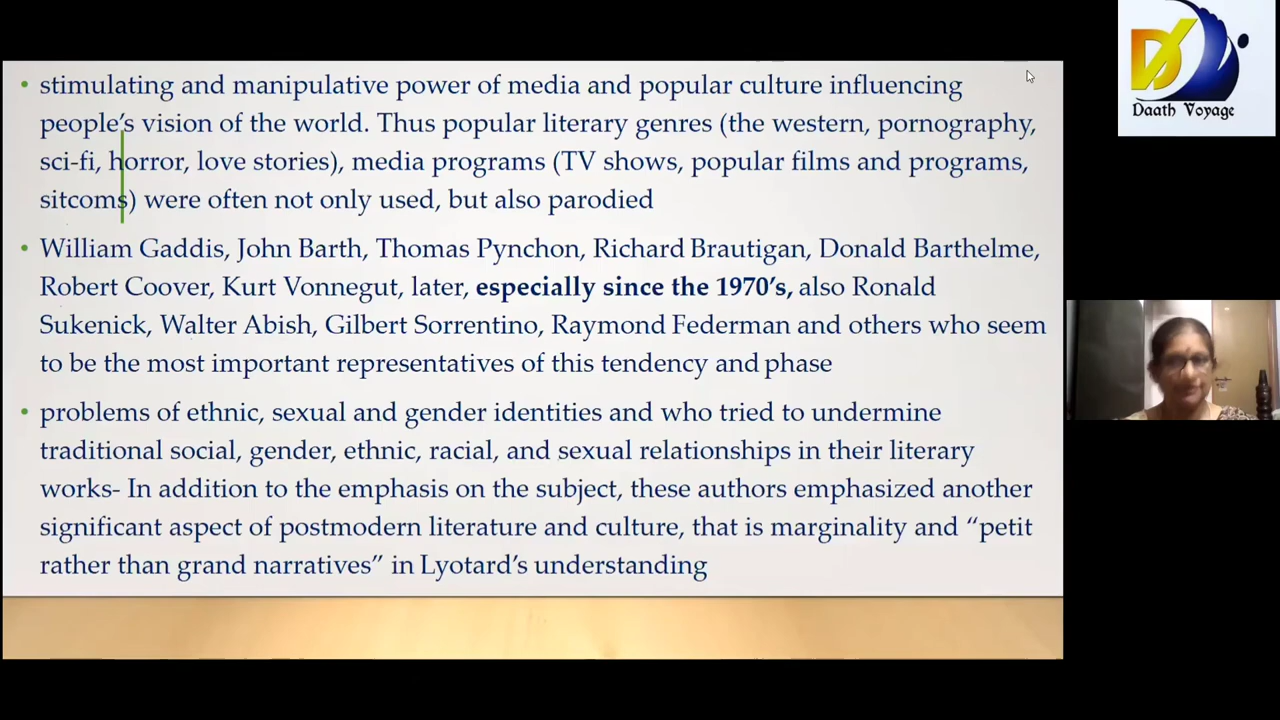 • stimulating and manipulative power of media and popular culture influencing
people’s vision of the world. Thus popular literary genres (the western, pornography,
sci-fi, horror, love stories), media programs (TV shows, popular films and programs,
sitcoms) were often not only used, but also parodied
• William Gaddis, John Barth, Thomas Pynchon, Richard Brautigan, Donald Barthelme,
Robert Coover, Kurt Vonnegut, later, especially since the 1970’s, also Ronald
Sukenick, Walter Abish, Gilbert Sorrentino, Raymond Federman and others who seem
to be the most important representatives of this tendency and phase
• problems of ethnic, sexual and gender identities and who tried to undermine
traditional social, gender, ethnic, racial, and sexual relationships in their literary
works- In addition to the emphasis on the subject, these authors emphasized another
significant aspect of postmodern literature and culture, that is marginality and “petit
rather than grand narratives” in Lyotard’s understanding
DV
Daath Voyage